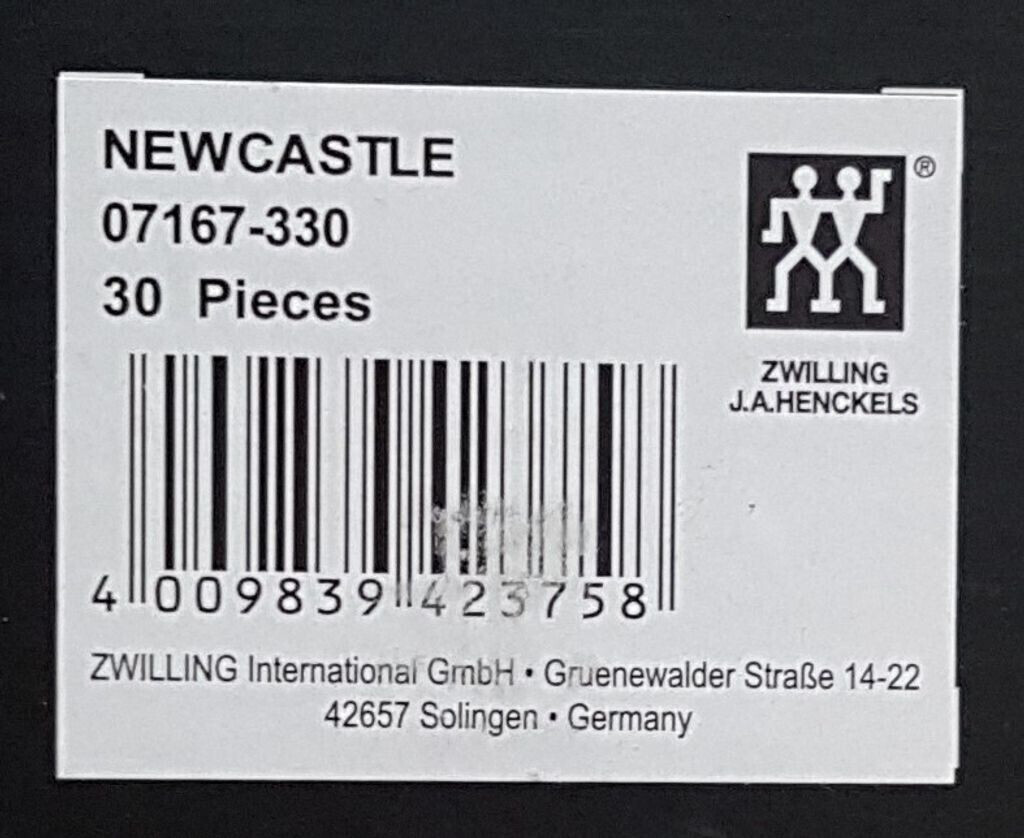 NEWCASTLE
07167-330
30 Pieces
®
ZWILLING
J.A.HENCKELS
4 009839 423758
ZWILLING International GmbH • Gruenewalder Straße 14-22
42657 Solingen • Germany